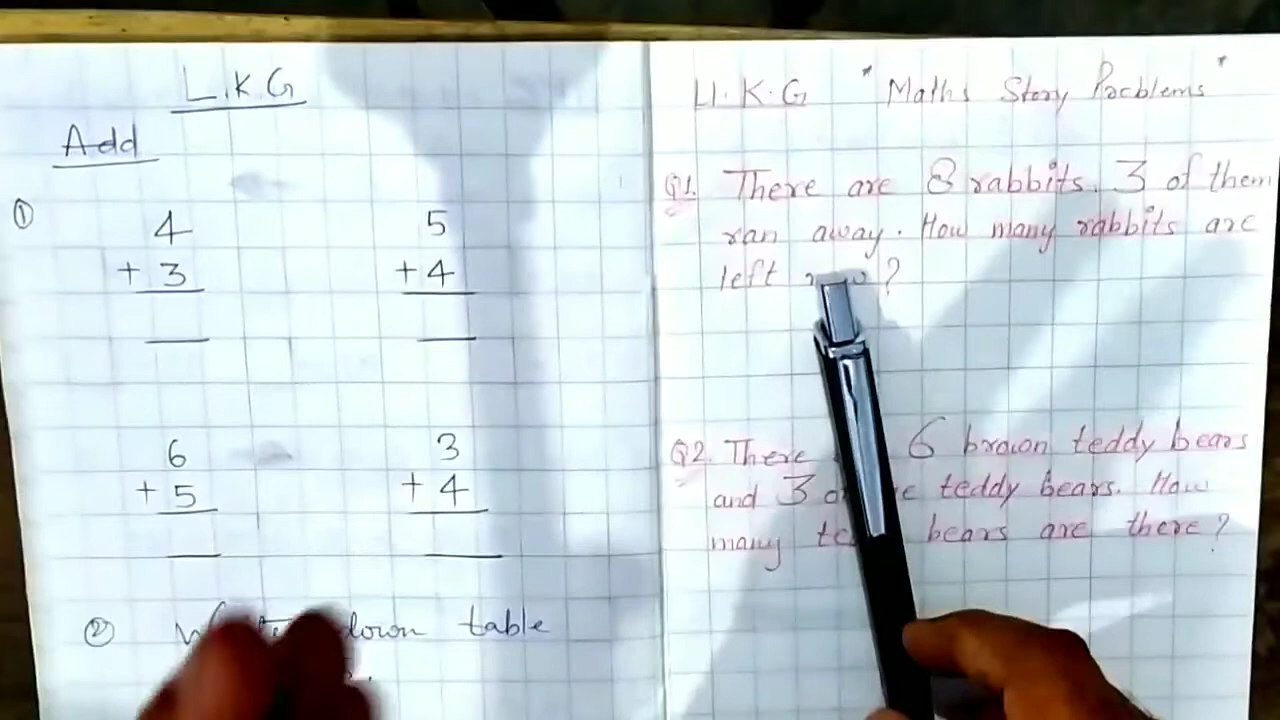 L.K.G
Add
①
4
+ 3
5
+ 4
6
+ 5
3
+ 4
② down table
U.K.G "Maths Story Problems"
Q1. There are 8 rabbits. 3 of them
ran away. How many rabbits are
left ?
Q2. There 6 brown teddy bears
and 3 teddy bears. How
many bears are there?